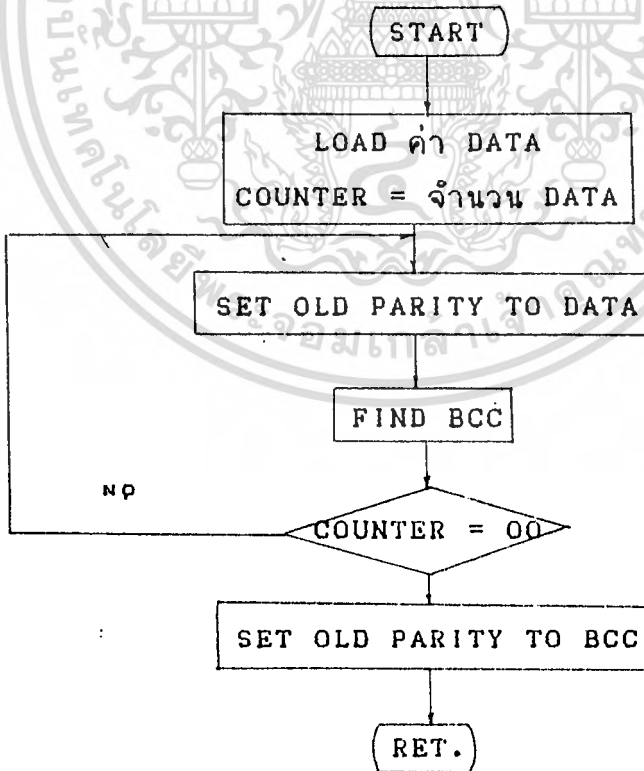 START
LOAD ค่า DATA
COUNTER = จำนวน DATA
SET OLD PARITY TO DATA
FIND BCC
NO
COUNTER = 00
SET OLD PARITY TO BCC
RET.